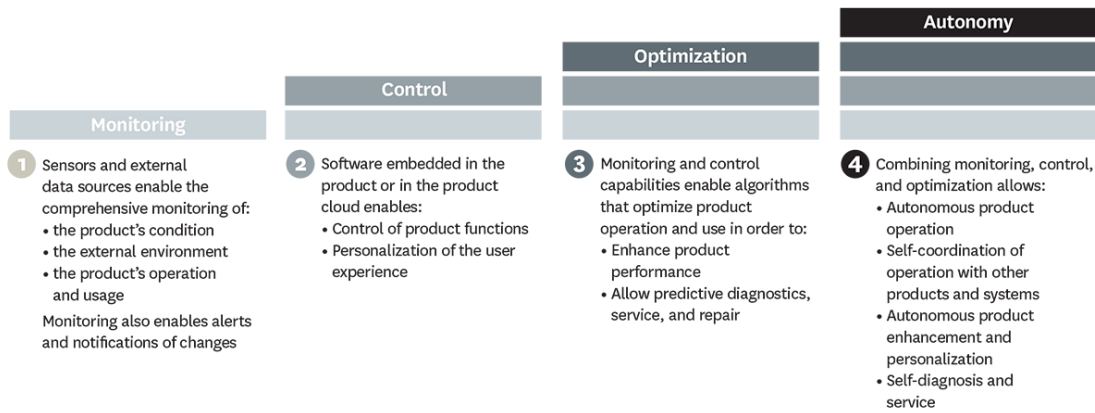 Monitoring
1
Sensors and external
data sources enable the
comprehensive monitoring of:
• the product's condition
• the external environment
• the product's operation
and usage
Monitoring also enables alerts
and notifications of changes
Control
2
Software embedded in the
product or in the product
cloud enables:
• Control of product functions
• Personalization of the user
experience
Optimization
3
Monitoring and control
capabilities enable algorithms
that optimize product
operation and use in order to:
• Enhance product
performance
• Allow predictive diagnostics,
service, and repair
Autonomy
4
Combining monitoring, control,
and optimization allows:
• Autonomous product
operation
• Self-coordination of
operation with other
products and systems
• Autonomous product
enhancement and
personalization
• Self-diagnosis and
service